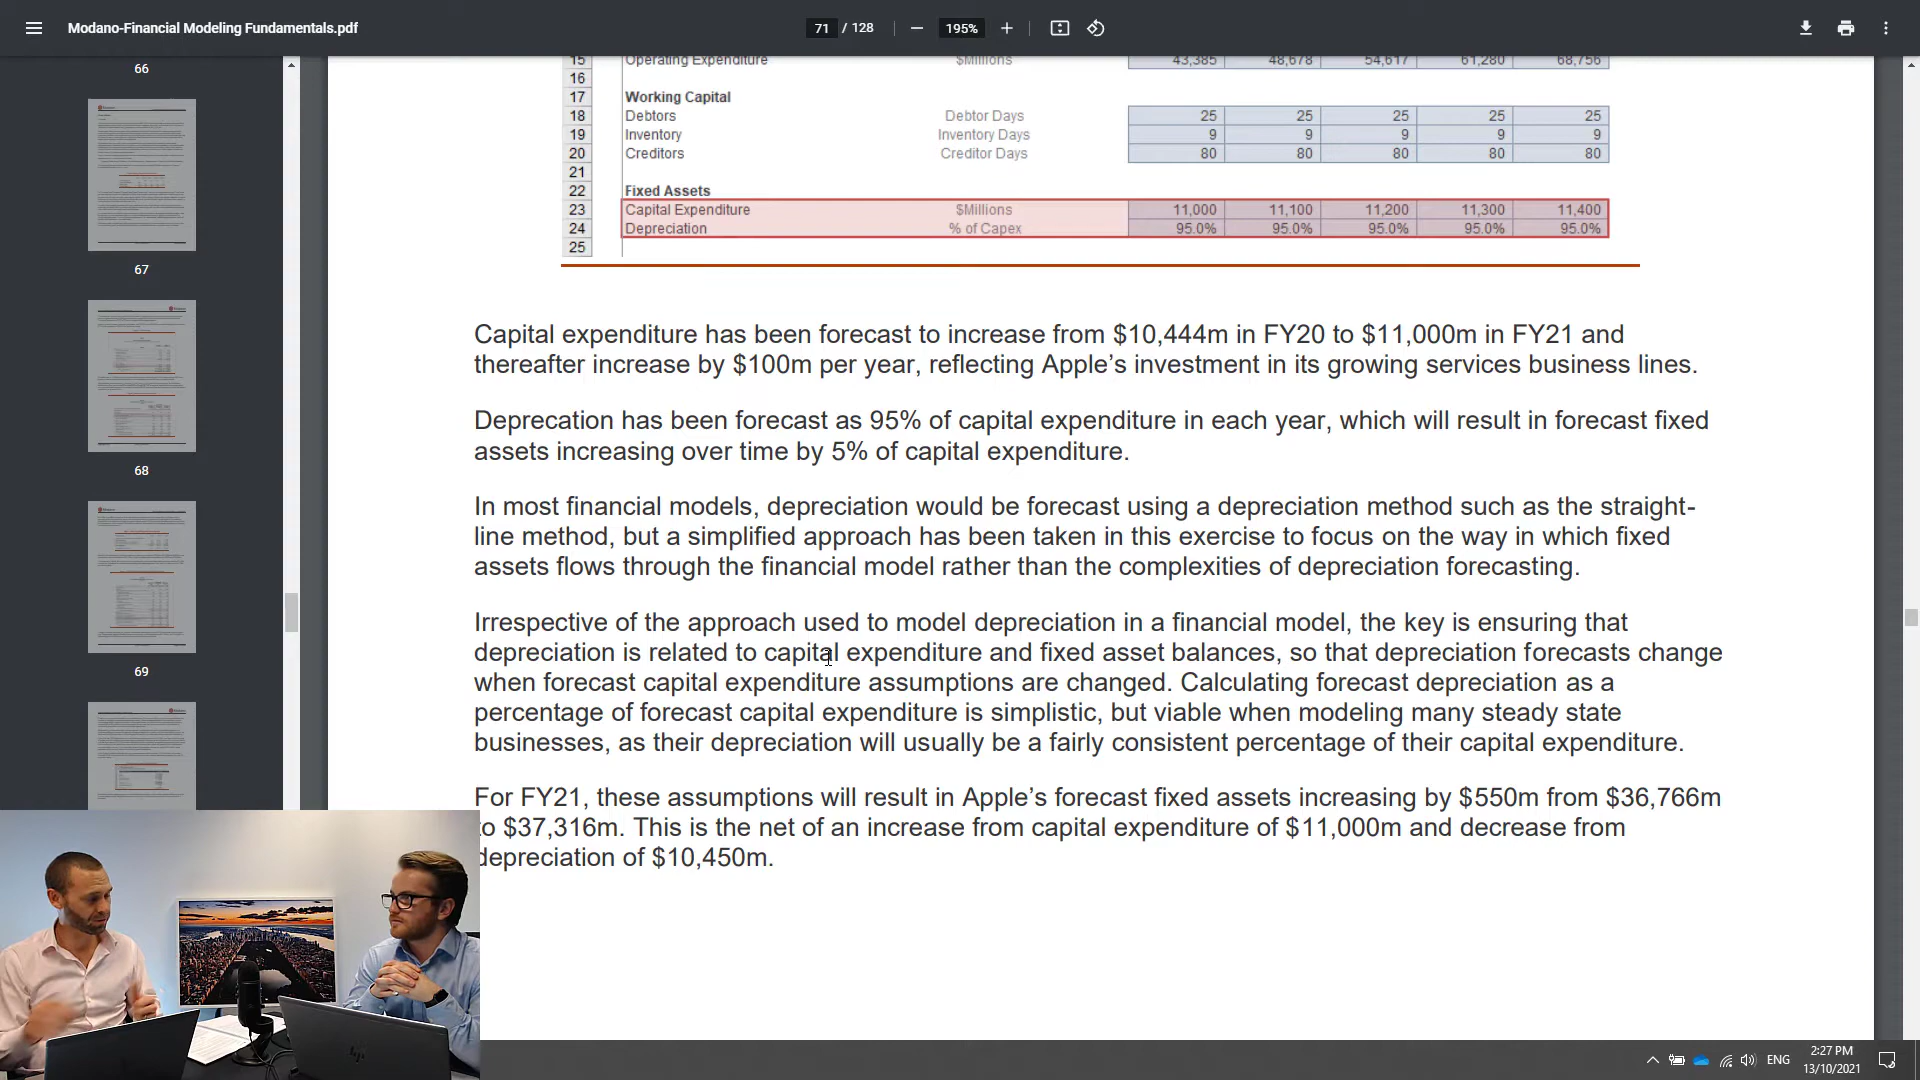 Modano-Financial Modeling Fundamentals.pdf
71 / 128
195%
66
67
68
69
15 Operating Expenditure $Millions 43,385 48,678 54,617 61,280 68,756
16
17 Working Capital
18 Debtors Debtor Days 25 25 25 25 25
19 Inventory Inventory Days 9 9 9 9 9
20 Creditors Creditor Days 80 80 80 80 80
21
22 Fixed Assets
23 Capital Expenditure $Millions 11,000 11,100 11,200 11,300 11,400
24 Depreciation % of Capex 95.0% 95.0% 95.0% 95.0% 95.0%
25
Capital expenditure has been forecast to increase from $10,444m in FY20 to $11,000m in FY21 and
thereafter increase by $100m per year, reflecting Apple’s investment in its growing services business lines.
Deprecation has been forecast as 95% of capital expenditure in each year, which will result in forecast fixed
assets increasing over time by 5% of capital expenditure.
In most financial models, depreciation would be forecast using a depreciation method such as the straight-
line method, but a simplified approach has been taken in this exercise to focus on the way in which fixed
assets flows through the financial model rather than the complexities of depreciation forecasting.
Irrespective of the approach used to model depreciation in a financial model, the key is ensuring that
depreciation is related to capital expenditure and fixed asset balances, so that depreciation forecasts change
when forecast capital expenditure assumptions are changed. Calculating forecast depreciation as a
percentage of forecast capital expenditure is simplistic, but viable when modeling many steady state
businesses, as their depreciation will usually be a fairly consistent percentage of their capital expenditure.
For FY21, these assumptions will result in Apple’s forecast fixed assets increasing by $550m from $36,766m
to $37,316m. This is the net of an increase from capital expenditure of $11,000m and decrease from
depreciation of $10,450m.
ENG
2:27 PM
13/10/2021